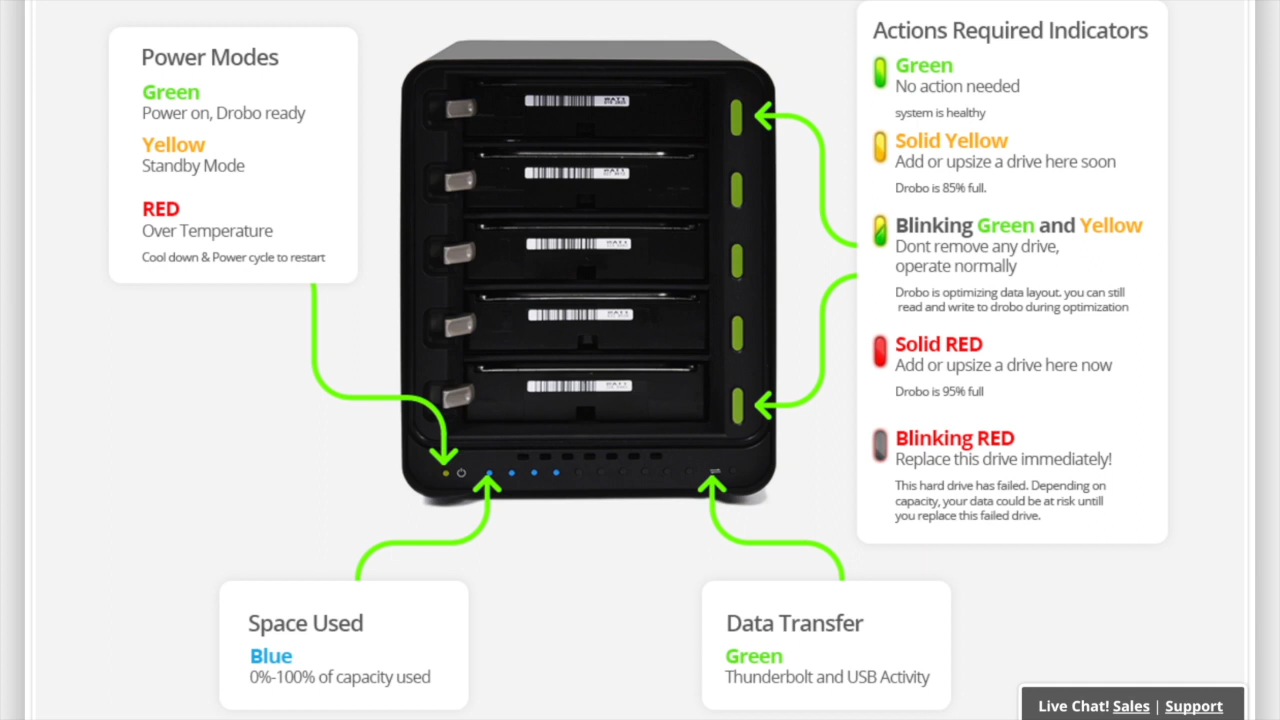 Power Modes
Green
Power on, Drobo ready
Yellow
Standby Mode
RED
Over Temperature
Cool down & Power cycle to restart
Actions Required Indicators
Green
No action needed
system is healthy
Solid Yellow
Add or upsize a drive here soon
Drobo is 85% full.
Blinking Green and Yellow
Dont remove any drive,
operate normally
Drobo is optimizing data layout. you can still
read and write to drobo during optimization
Solid RED
Add or upsize a drive here now
Drobo is 95% full
Blinking RED
Replace this drive immediately!
This hard drive has failed. Depending on
capacity, your data could be at risk untill
you replace this failed drive.
Space Used
Blue
0%-100% of capacity used
Data Transfer
Green
Thunderbolt and USB Activity
Live Chat! Sales | Support